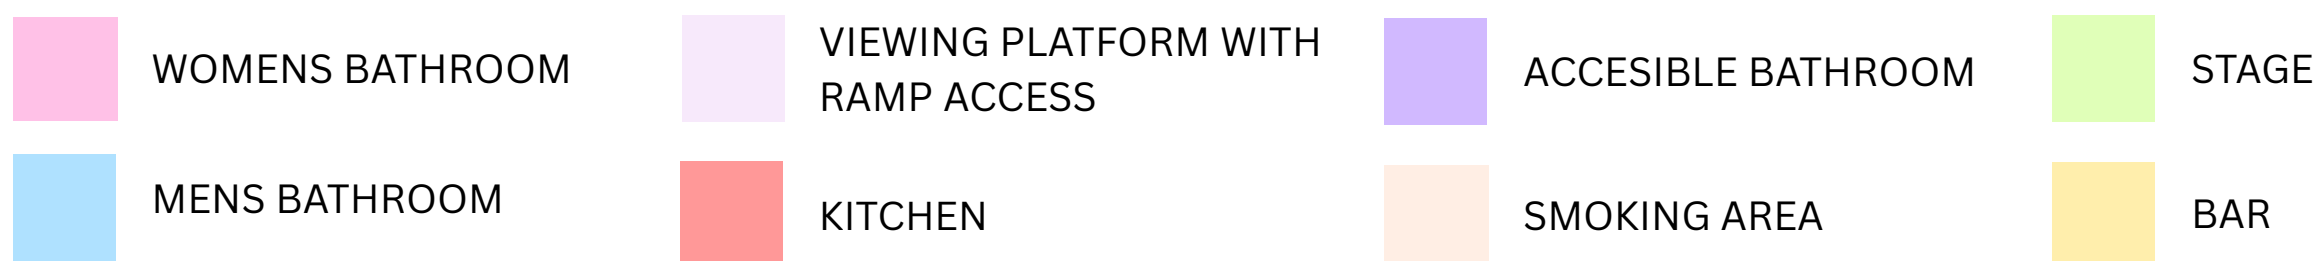 WOMENS BATHROOM
VIEWING PLATFORM WITH
RAMP ACCESS
ACCESIBLE BATHROOM
STAGE
MENS BATHROOM
KITCHEN
SMOKING AREA
BAR